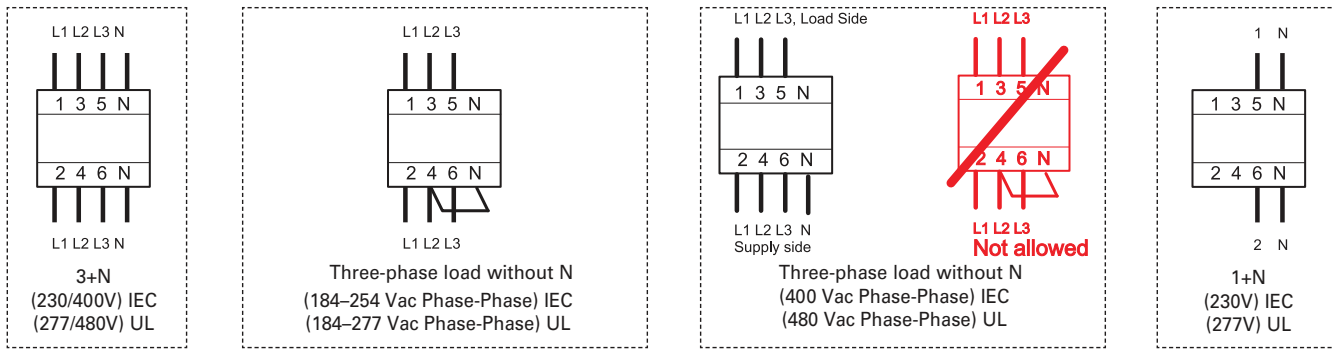 L1 L2 L3 N
1 3 5 N
2 4 6 N
L1 L2 L3 N
3+N
(230/400V) IEC
(277/480V) UL
L1 L2 L3
1 3 5 N
2 4 6 N
L1 L2 L3
Three-phase load without N
(184–254 Vac Phase-Phase) IEC
(184–277 Vac Phase-Phase) UL
L1 L2 L3, Load Side
1 3 5 N
2 4 6 N
L1 L2 L3 N
Supply side
L1 L2 L3
1 3 5 N
2 4 6 N
L1 L2 L3
Not allowed
Three-phase load without N
(400 Vac Phase-Phase) IEC
(480 Vac Phase-Phase) UL
1 N
1 3 5 N
2 4 6 N
2 N
1+N
(230V) IEC
(277V) UL